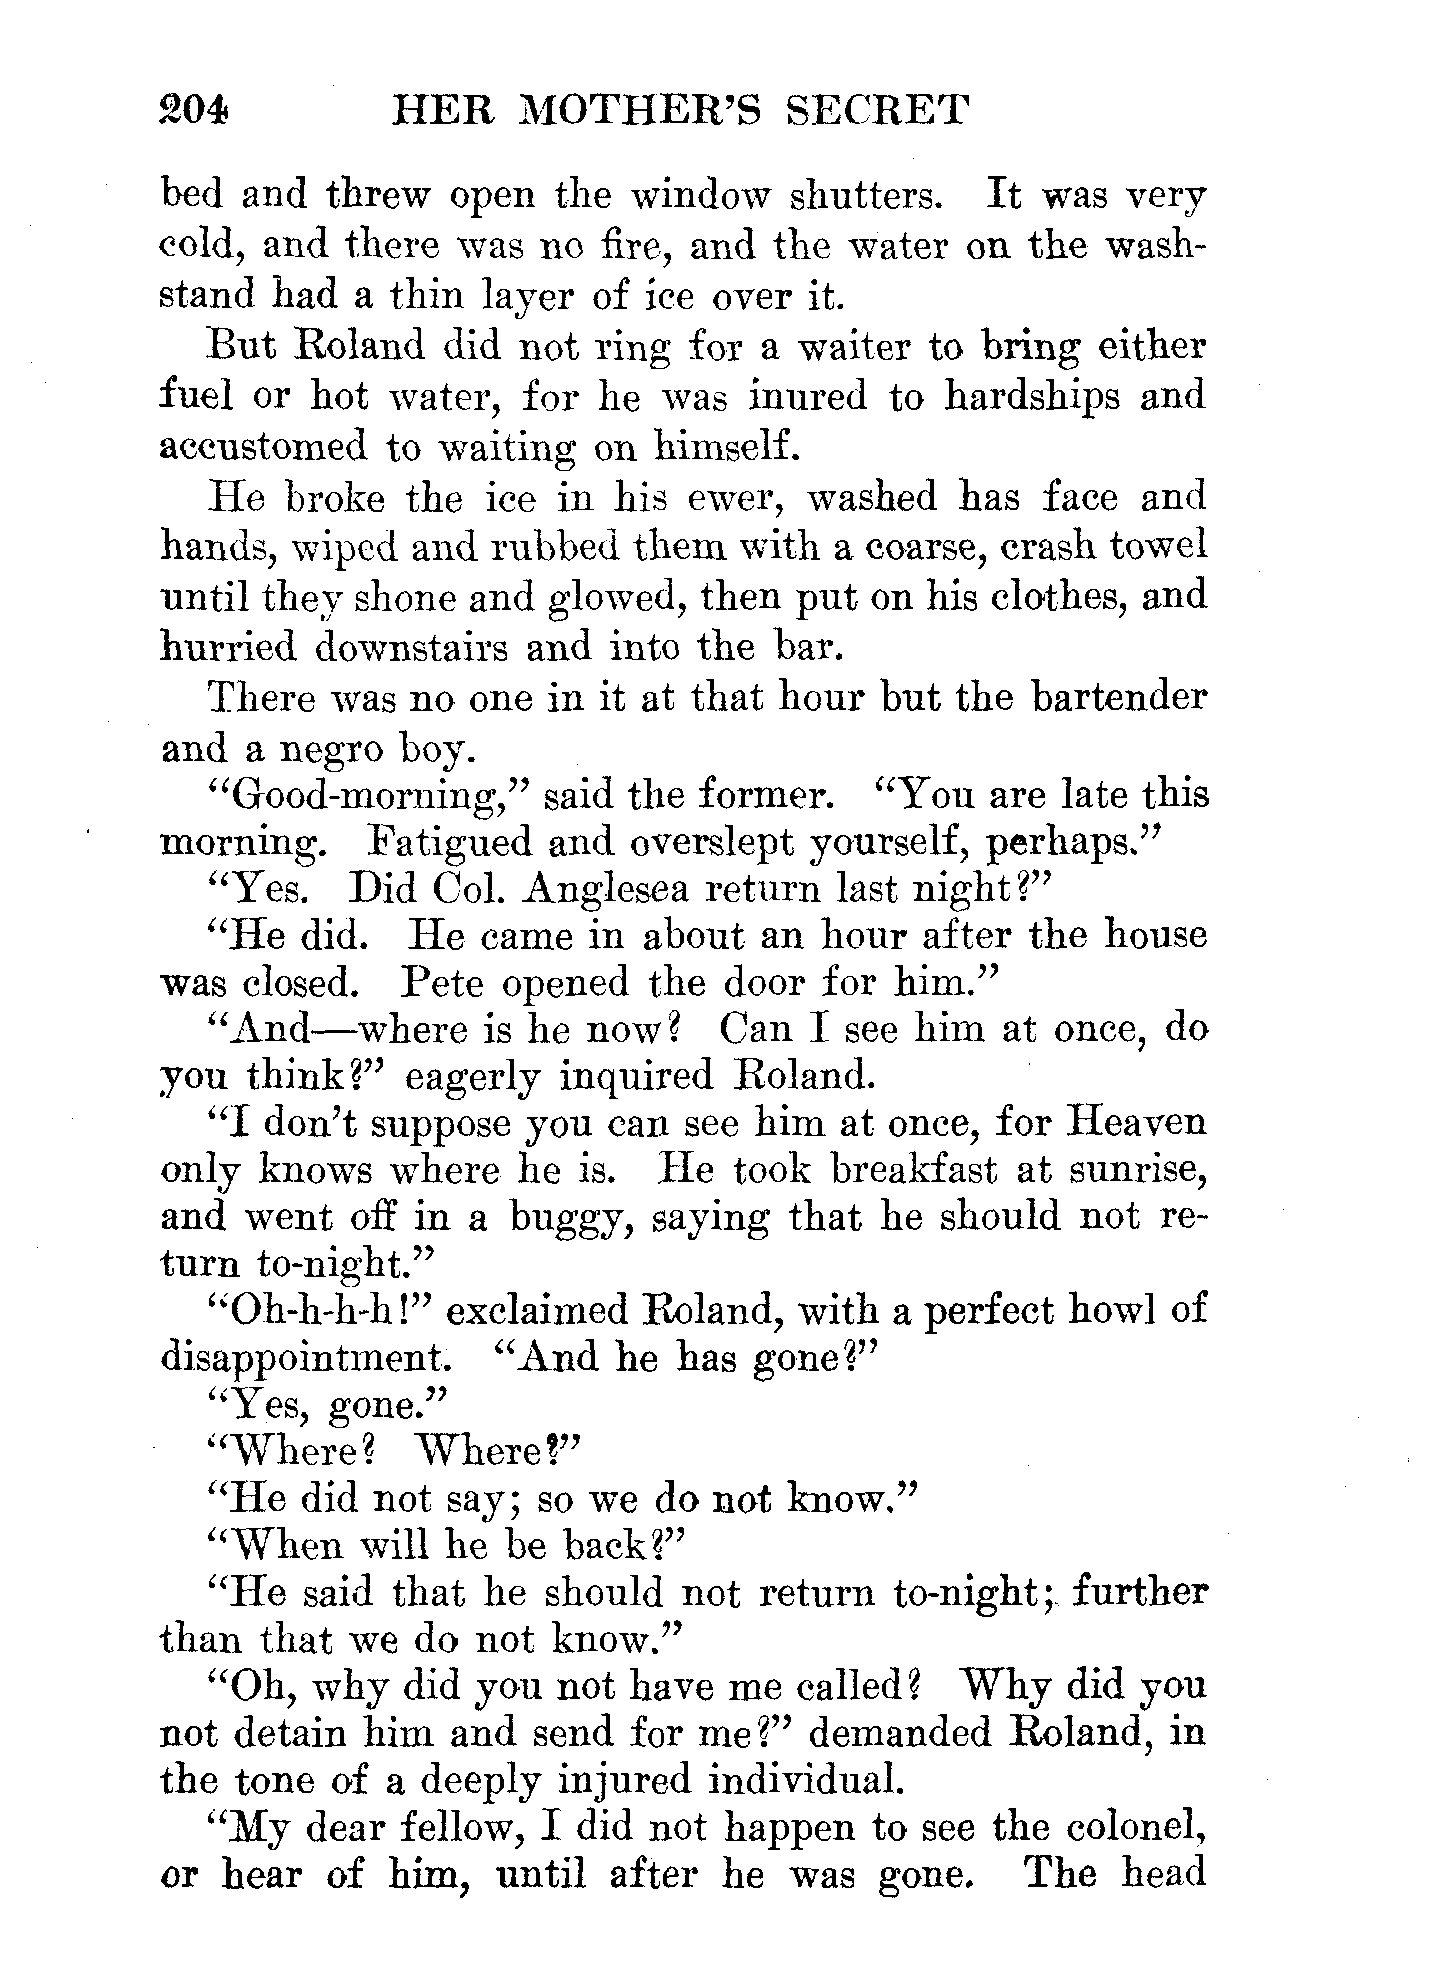 204 HER MOTHER'S SECRET
bed and threw open the window shutters. It was very
cold, and there was no fire, and the water on the wash-
stand had a thin layer of ice over it.
But Roland did not ring for a waiter to bring either
fuel or hot water, for he was inured to hardships and
accustomed to waiting on himself.
He broke the ice in his ewer, washed has face and
hands, wiped and rubbed them with a coarse, crash towel
until they shone and glowed, then put on his clothes, and
hurried downstairs and into the bar.
There was no one in it at that hour but the bartender
and a negro boy.
"Good-morning," said the former. "You are late this
morning. Fatigued and overslept yourself, perhaps."
"Yes. Did Col. Anglesea return last night?"
"He did. He came in about an hour after the house
was closed. Pete opened the door for him."
"And—where is he now? Can I see him at once, do
you think?" eagerly inquired Roland.
"I don't suppose you can see him at once, for Heaven
only knows where he is. He took breakfast at sunrise,
and went off in a buggy, saying that he should not re-
turn to-night."
"Oh-h-h-h!" exclaimed Roland, with a perfect howl of
disappointment. "And he has gone?"
"Yes, gone."
"Where? Where?"
"He did not say; so we do not know."
"When will he be back?"
"He said that he should not return to-night; further
than that we do not know."
"Oh, why did you not have me called? Why did you
not detain him and send for me?" demanded Roland, in
the tone of a deeply injured individual.
"My dear fellow, I did not happen to see the colonel,
or hear of him, until after he was gone. The head